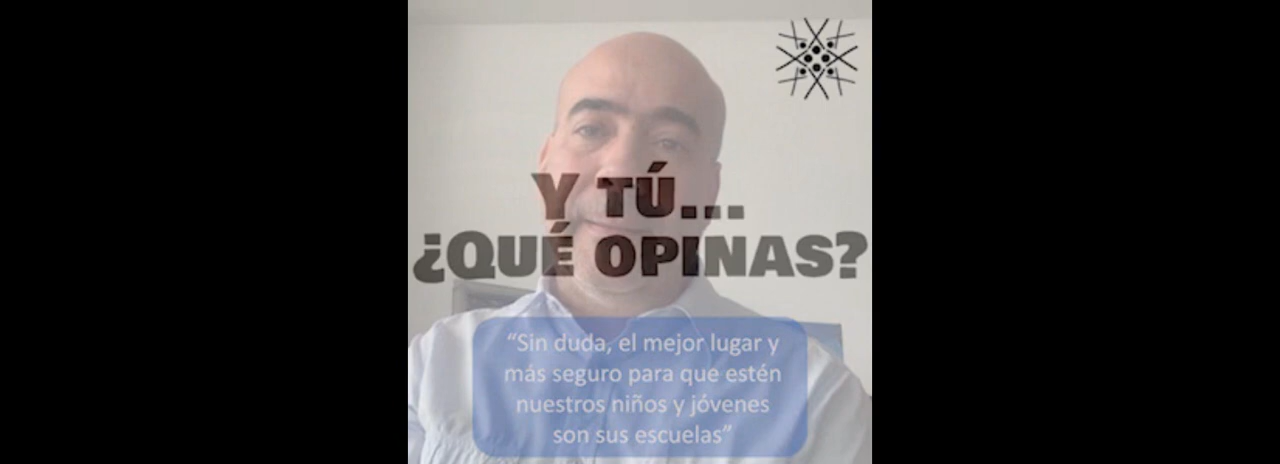 Y TÚ...
¿QUÉ OPINAS?
“Sin duda, el mejor lugar y
más seguro para que estén
nuestros niños y jóvenes
son sus escuelas”